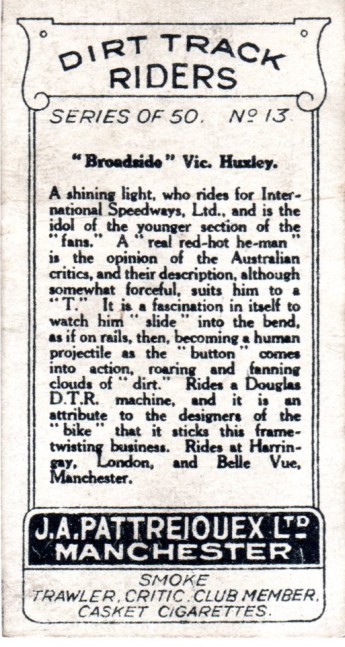 DIRT TRACK
RIDERS
SERIES OF 50. No 13.
"Broadside" Vic. Huxley.
A shining light, who rides for Inter-
national Speedways, Ltd., and is the
idol of the younger section of the
"fans." A "real red-hot he-man"
is the opinion of the Australian
critics, and their description, although
somewhat forceful, suits him to a
"T." It is a fascination in itself to
watch him "slide" into the bend,
as if on rails, then, becoming a human
projectile as the "button" comes
into action, roaring and fanning
clouds of "dirt." Rides a Douglas
D.T.R. machine, and it is an
attribute to the designers of the
"bike" that it sticks this frame-
twisting business. Rides at Harrin-
gay, London, and Belle Vue,
Manchester.
J.A. PATTREIOUEX LTD
MANCHESTER
SMOKE
TRAWLER, CRITIC, CLUB MEMBER,
CASKET CIGARETTES.